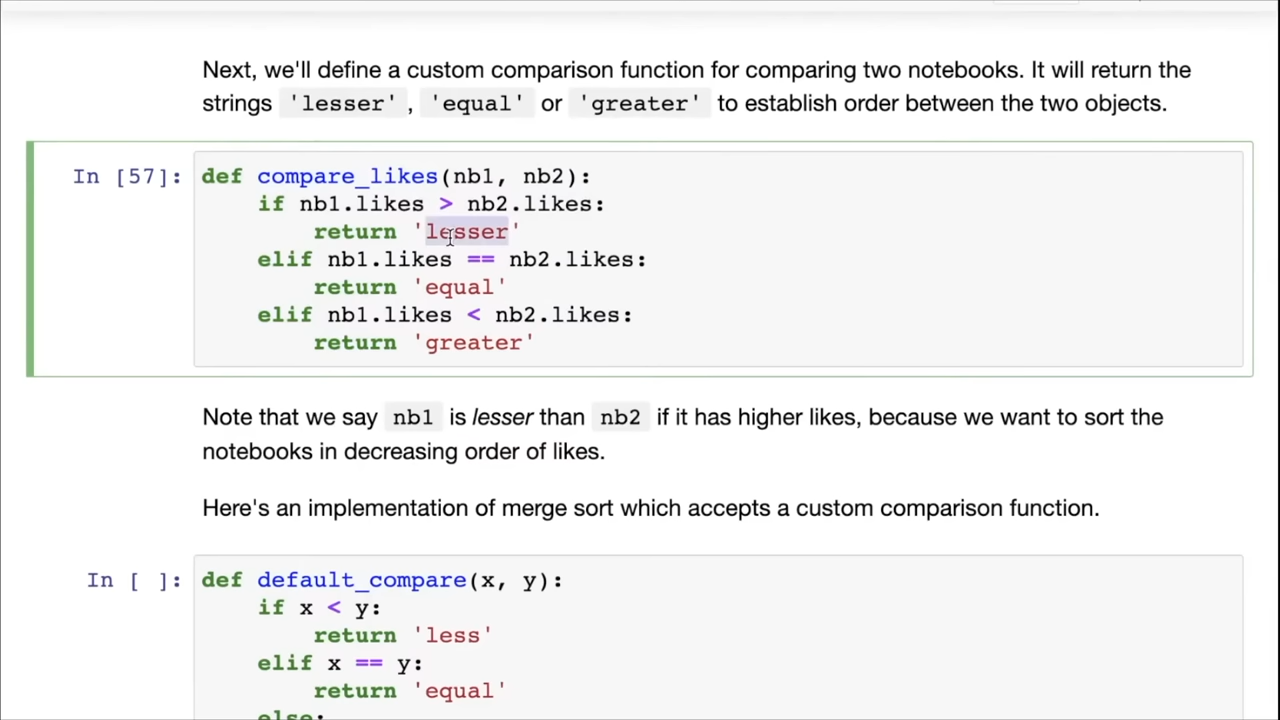 Next, we'll define a custom comparison function for comparing two notebooks. It will return the
strings 'lesser', 'equal' or 'greater' to establish order between the two objects.
In [57]: def compare_likes(nb1, nb2):
    if nb1.likes > nb2.likes:
        return 'lesser'
    elif nb1.likes == nb2.likes:
        return 'equal'
    elif nb1.likes < nb2.likes:
        return 'greater'
Note that we say nb1 is lesser than nb2 if it has higher likes, because we want to sort the
notebooks in decreasing order of likes.
Here's an implementation of merge sort which accepts a custom comparison function.
In [ ]: def default_compare(x, y):
    if x < y:
        return 'less'
    elif x == y:
        return 'equal'
    else: